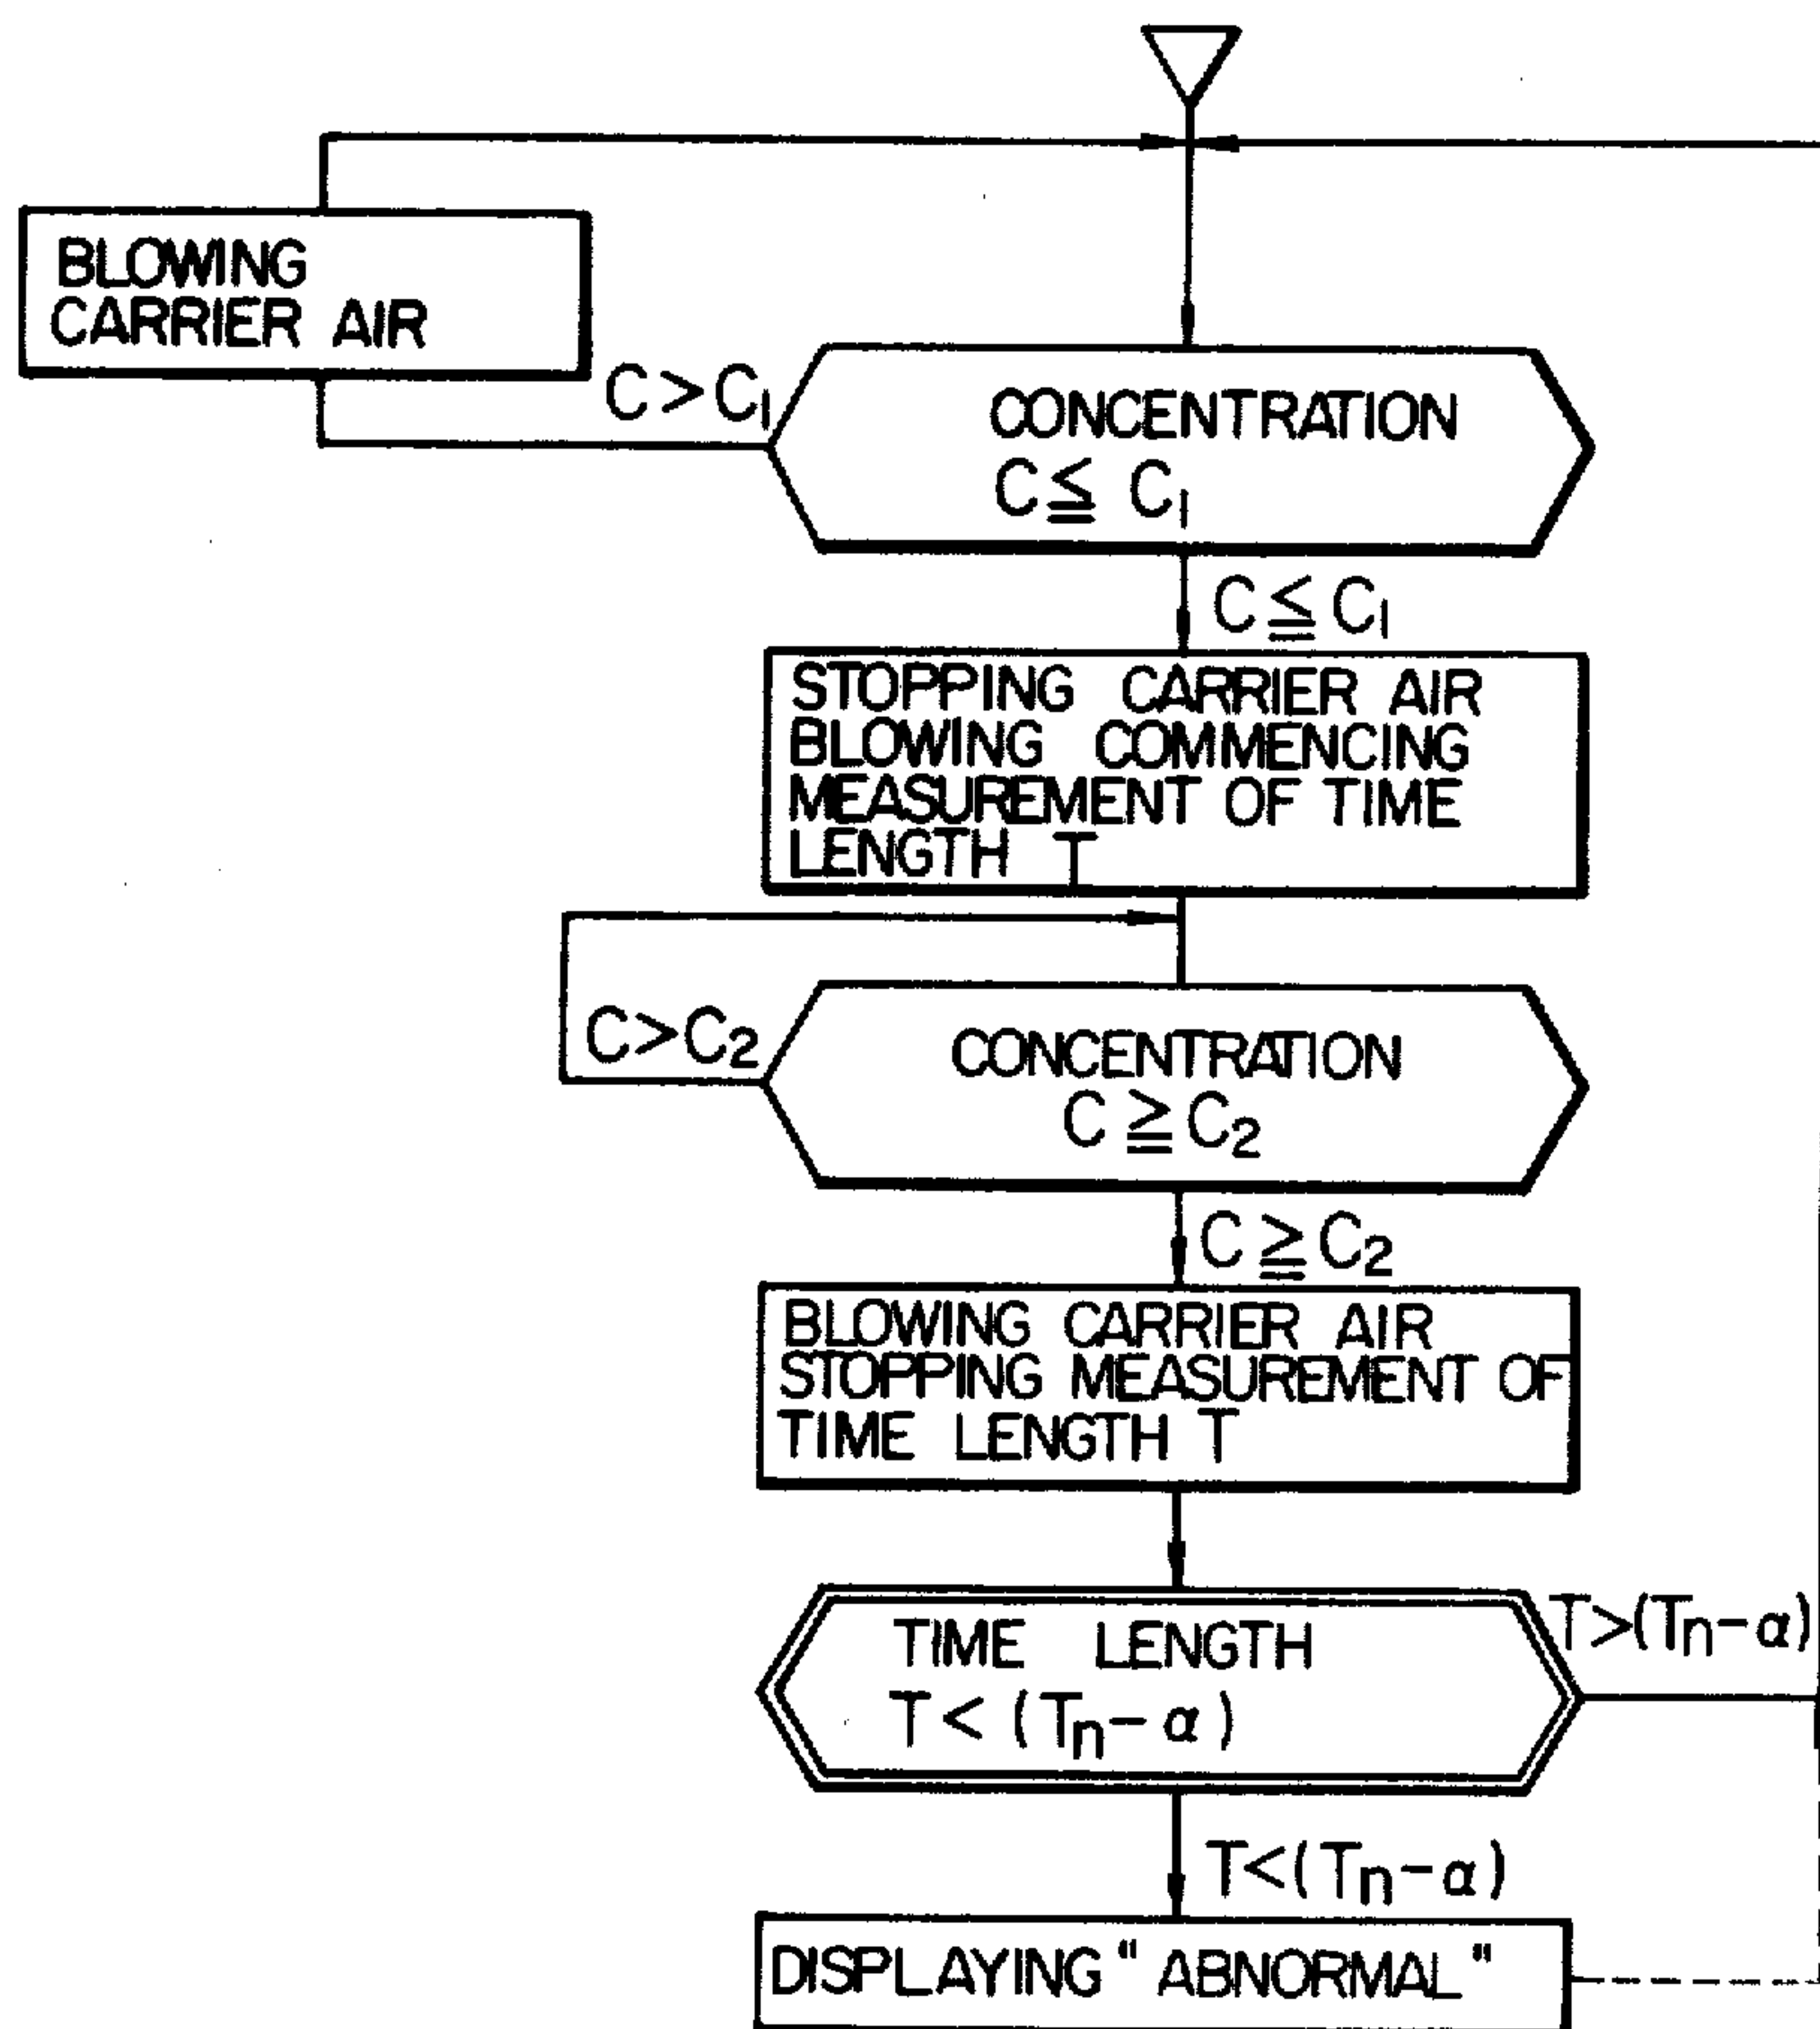 BLOWING
CARRIER AIR
C > C₁
CONCENTRATION
C ≦ C₁
C ≦ C₁
STOPPING CARRIER AIR
BLOWING COMMENCING
MEASUREMENT OF TIME
LENGTH T
C > C₂
CONCENTRATION
C ≧ C₂
C ≧ C₂
BLOWING CARRIER AIR
STOPPING MEASUREMENT OF
TIME LENGTH T
TIME LENGTH
T < (Tn - α)
T > (Tn - α)
T < (Tn - α)
DISPLAYING " ABNORMAL "